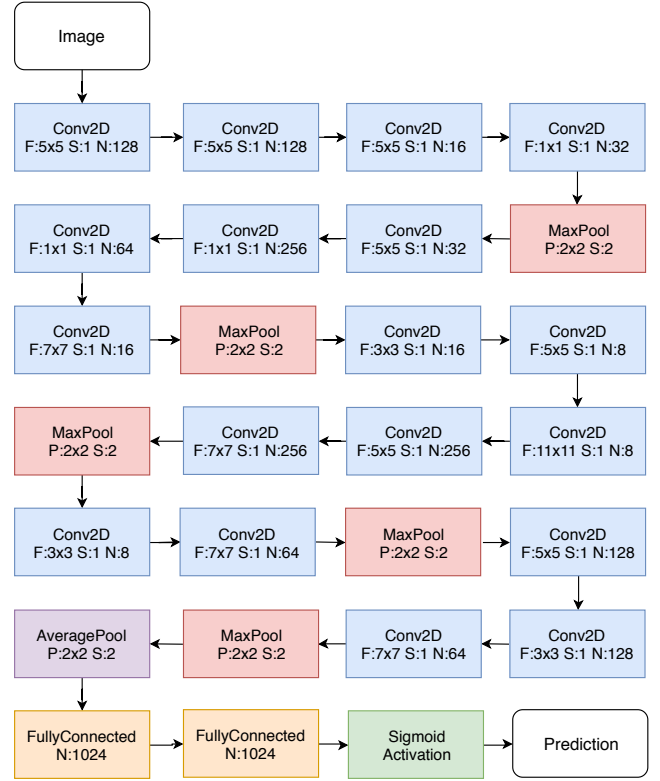 Image
Conv2D
F:5x5 S:1 N:128
Conv2D
F:5x5 S:1 N:128
Conv2D
F:5x5 S:1 N:16
Conv2D
F:1x1 S:1 N:32
Conv2D
F:1x1 S:1 N:64
Conv2D
F:1x1 S:1 N:256
Conv2D
F:5x5 S:1 N:32
MaxPool
P:2x2 S:2
Conv2D
F:7x7 S:1 N:16
MaxPool
P:2x2 S:2
Conv2D
F:3x3 S:1 N:16
Conv2D
F:5x5 S:1 N:8
MaxPool
P:2x2 S:2
Conv2D
F:7x7 S:1 N:256
Conv2D
F:5x5 S:1 N:256
Conv2D
F:11x11 S:1 N:8
Conv2D
F:3x3 S:1 N:8
Conv2D
F:7x7 S:1 N:64
MaxPool
P:2x2 S:2
Conv2D
F:5x5 S:1 N:128
AveragePool
P:2x2 S:2
MaxPool
P:2x2 S:2
Conv2D
F:7x7 S:1 N:64
Conv2D
F:3x3 S:1 N:128
FullyConnected
N:1024
FullyConnected
N:1024
Sigmoid
Activation
Prediction